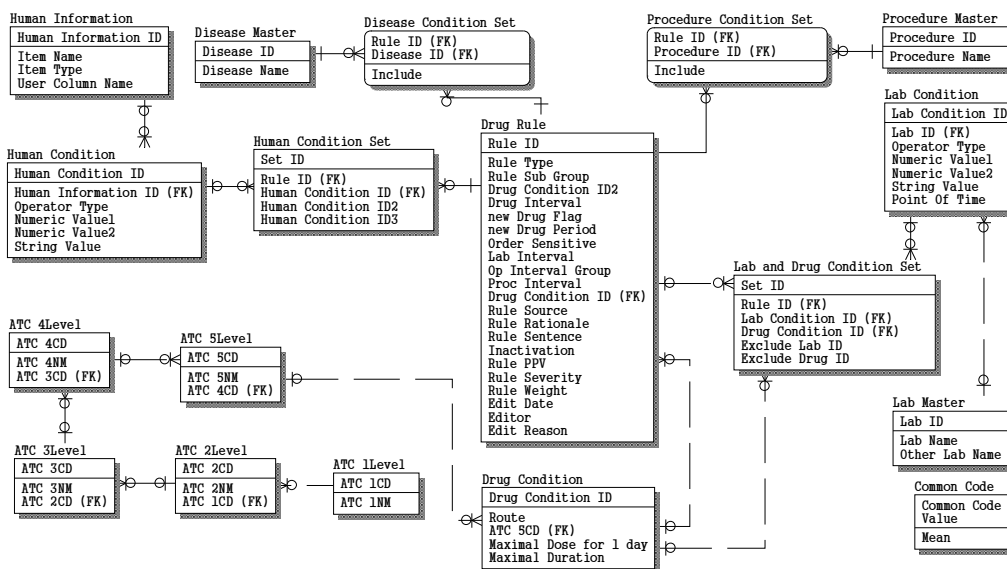 Human Information
Human Information ID
Item Name
Item Type
User Column Name
Disease Master
Disease ID
Disease Name
Disease Condition Set
Rule ID (FK)
Disease ID (FK)
Include
Procedure Condition Set
Rule ID (FK)
Procedure ID (FK)
Include
Procedure Master
Procedure ID
Procedure Name
Human Condition
Human Condition ID
Human Information ID (FK)
Operator Type
Numeric Value1
Numeric Value2
String Value
Human Condition Set
Set ID
Rule ID (FK)
Human Condition ID (FK)
Human Condition ID2
Human Condition ID3
Drug Rule
Rule ID
Rule Type
Rule Sub Group
Drug Condition ID2
Drug Interval
new Drug Flag
new Drug Period
Order Sensitive
Lab Interval
Op Interval Group
Proc Interval
Drug Condition ID (FK)
Rule Source
Rule Rationale
Rule Sentence
Inactivation
Rule PPV
Rule Severity
Rule Weight
Edit Date
Editor
Edit Reason
Lab Condition
Lab Condition ID
Lab ID (FK)
Operator Type
Numeric Value1
Numeric Value2
String Value
Point Of Time
Lab and Drug Condition Set
Set ID
Rule ID (FK)
Lab Condition ID (FK)
Drug Condition ID (FK)
Exclude Lab ID
Exclude Drug ID
ATC 4Level
ATC 4CD
ATC 4NM
ATC 3CD (FK)
ATC 5Level
ATC 5CD
ATC 5NM
ATC 4CD (FK)
ATC 3Level
ATC 3CD
ATC 3NM
ATC 2CD (FK)
ATC 2Level
ATC 2CD
ATC 2NM
ATC 1CD (FK)
ATC 1Level
ATC 1CD
ATC 1NM
Drug Condition
Drug Condition ID
Route
ATC 5CD (FK)
Maximal Dose for 1 day
Maximal Duration
Lab Master
Lab ID
Lab Name
Other Lab Name
Common Code
Common Code
Value
Mean